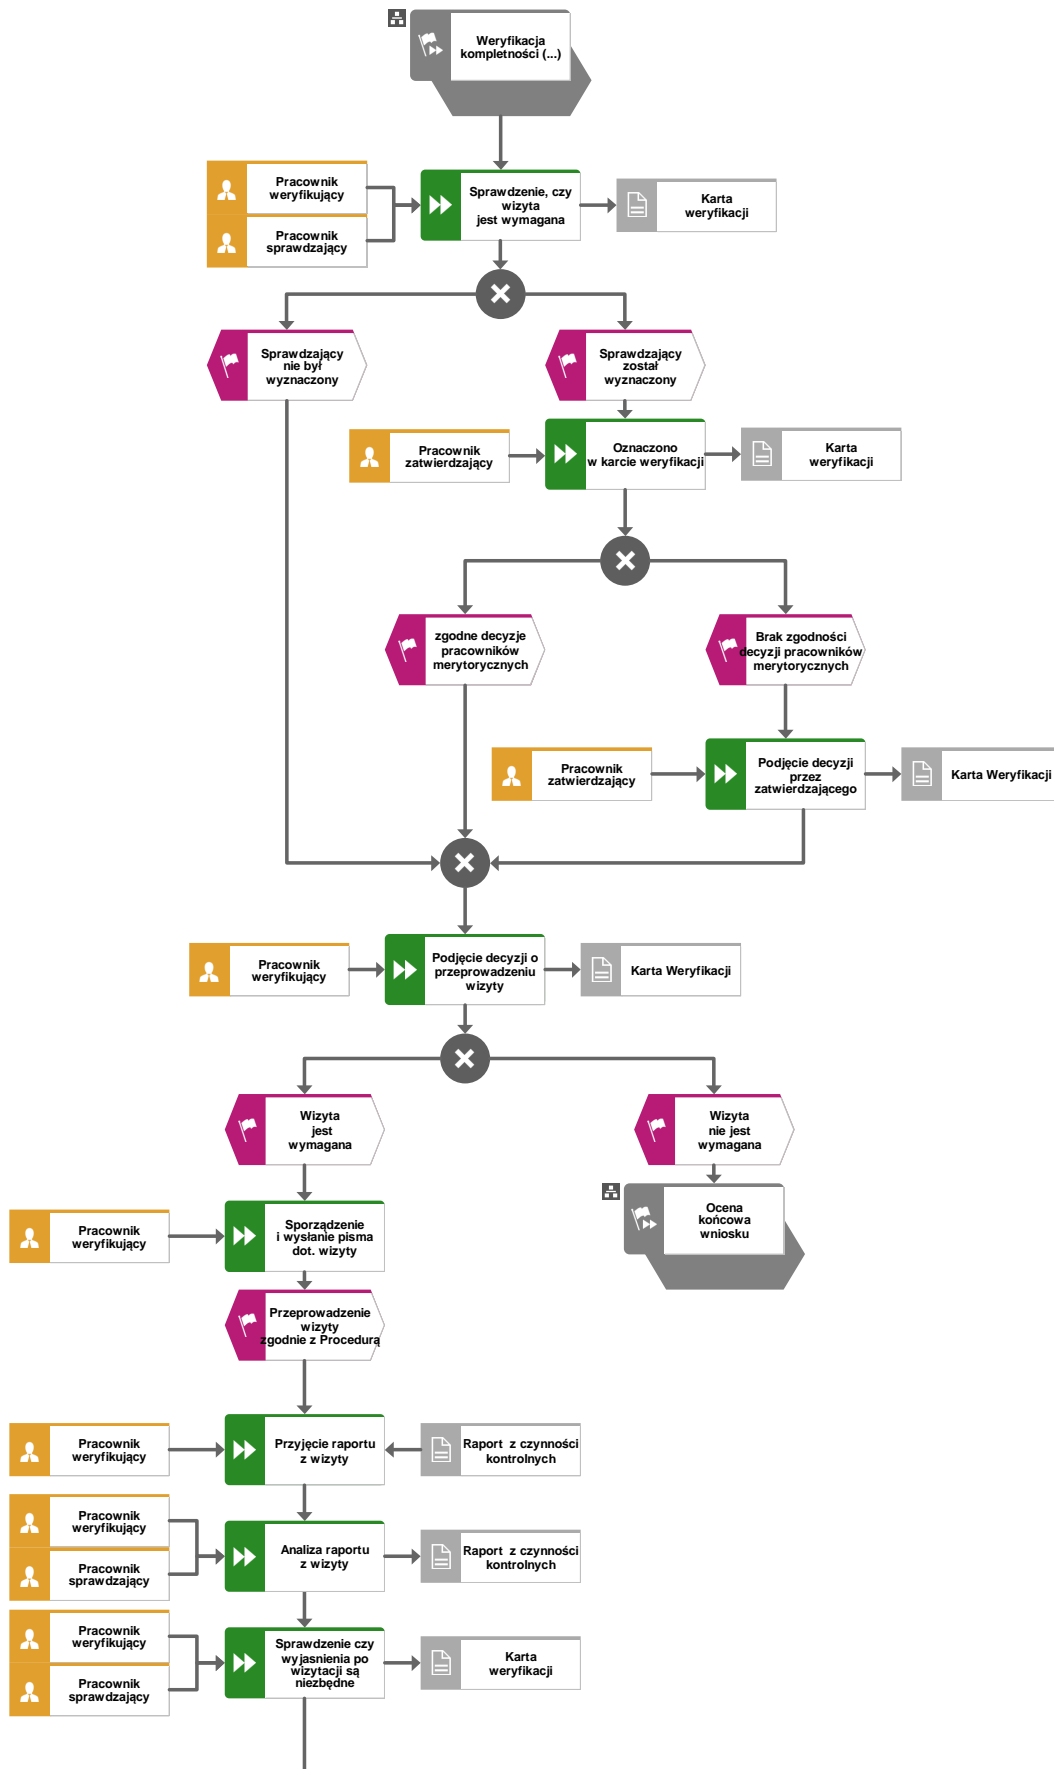 Weryfikacja
kompletności (...)
Pracownik
weryfikujący
Pracownik
sprawdzający
Sprawdzenie, czy
wizyta
jest wymagana
Karta
weryfikacji
Sprawdzający
nie był
wyznaczony
Sprawdzający
został
wyznaczony
Pracownik
zatwierdzający
Oznaczono
w karcie weryfikacji
Karta
weryfikacji
zgodne decyzje
pracowników
merytorycznych
Brak zgodności
decyzji pracowników
merytorycznych
Pracownik
zatwierdzający
Podjęcie decyzji
przez
zatwierdzającego
Karta Weryfikacji
Pracownik
weryfikujący
Podjęcie decyzji o
przeprowadzeniu
wizyty
Karta Weryfikacji
Wizyta
jest
wymagana
Wizyta
nie jest
wymagana
Pracownik
weryfikujący
Sporządzenie
i wysłanie pisma
dot. wizyty
Ocena
końcowa
wniosku
Przeprowadzenie
wizyty
zgodnie z Procedurą
Pracownik
weryfikujący
Przyjęcie raportu
z wizyty
Raport  z czynności
kontrolnych
Pracownik
weryfikujący
Pracownik
sprawdzający
Analiza raportu
z wizyty
Raport  z czynności
kontrolnych
Pracownik
weryfikujący
Pracownik
sprawdzający
Sprawdzenie czy
wyjasnienia po
wizytacji są
niezbędne
Karta
weryfikacji